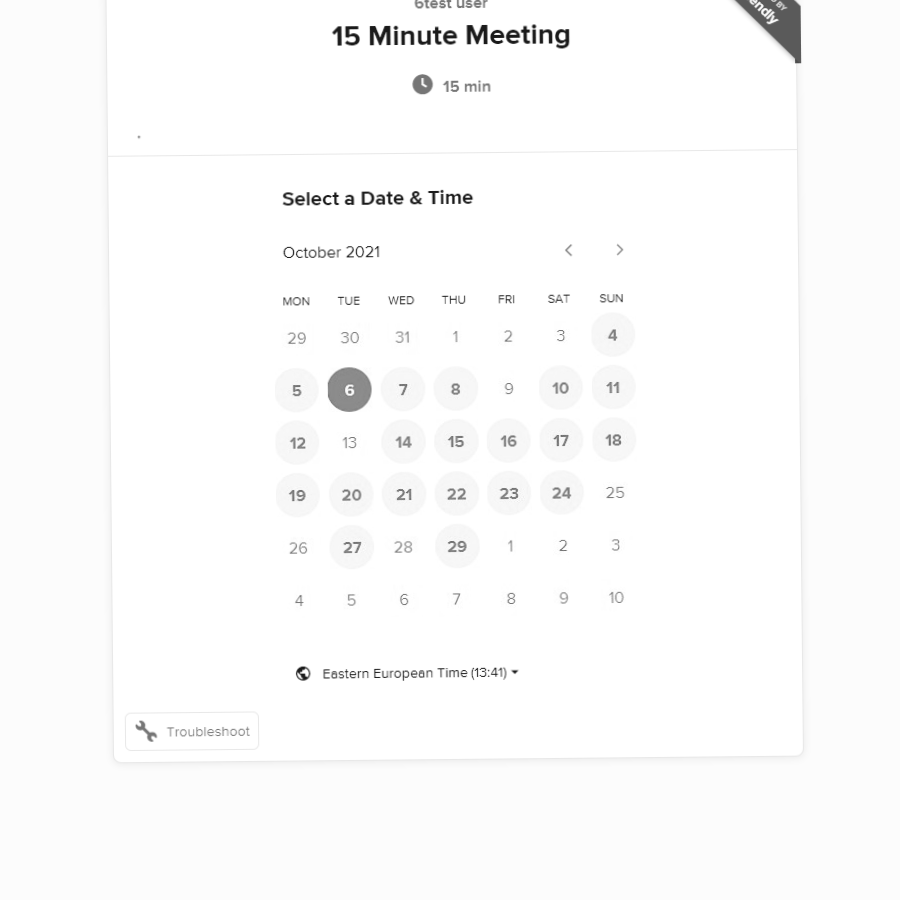 6test user
15 Minute Meeting
15 min
Select a Date & Time
October 2021
MON TUE WED THU FRI SAT SUN
29 30 31 1 2 3 4
5 6 7 8 9 10 11
12 13 14 15 16 17 18
19 20 21 22 23 24 25
26 27 28 29 1 2 3
4 5 6 7 8 9 10
Eastern European Time (13:41)
Troubleshoot